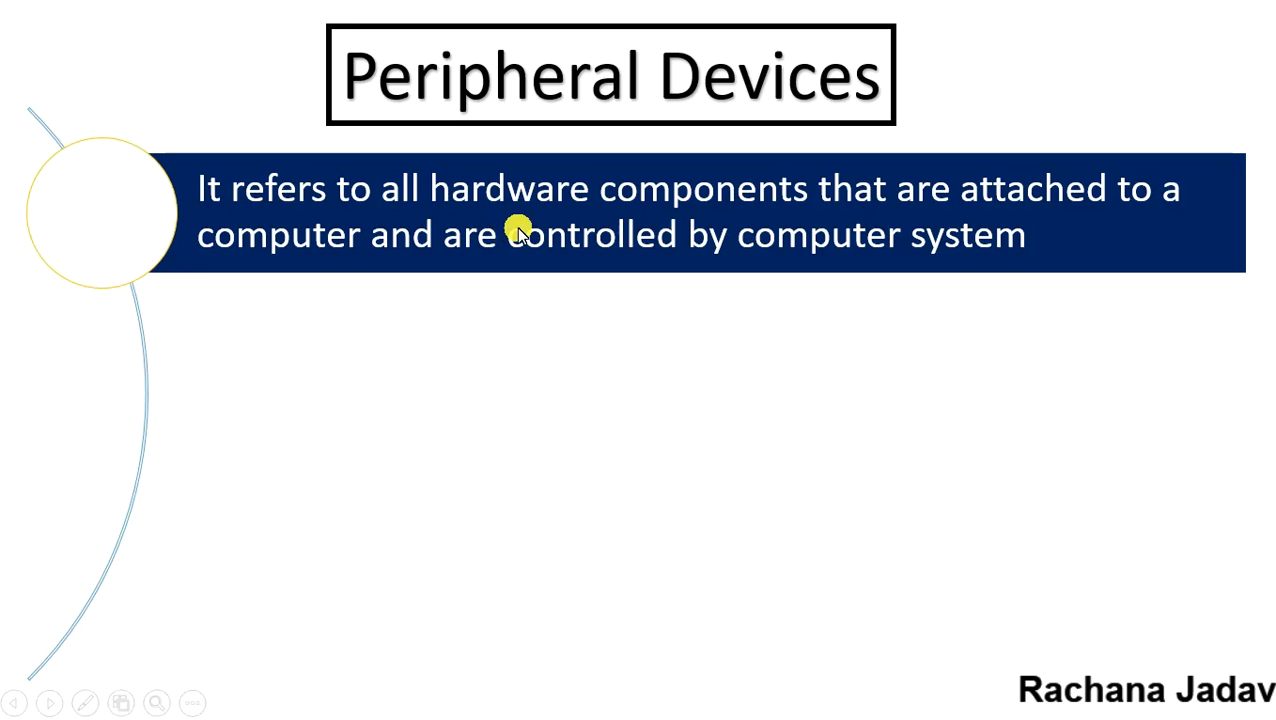 Peripheral Devices
It refers to all hardware components that are attached to a
computer and are controlled by computer system
Rachana Jadav